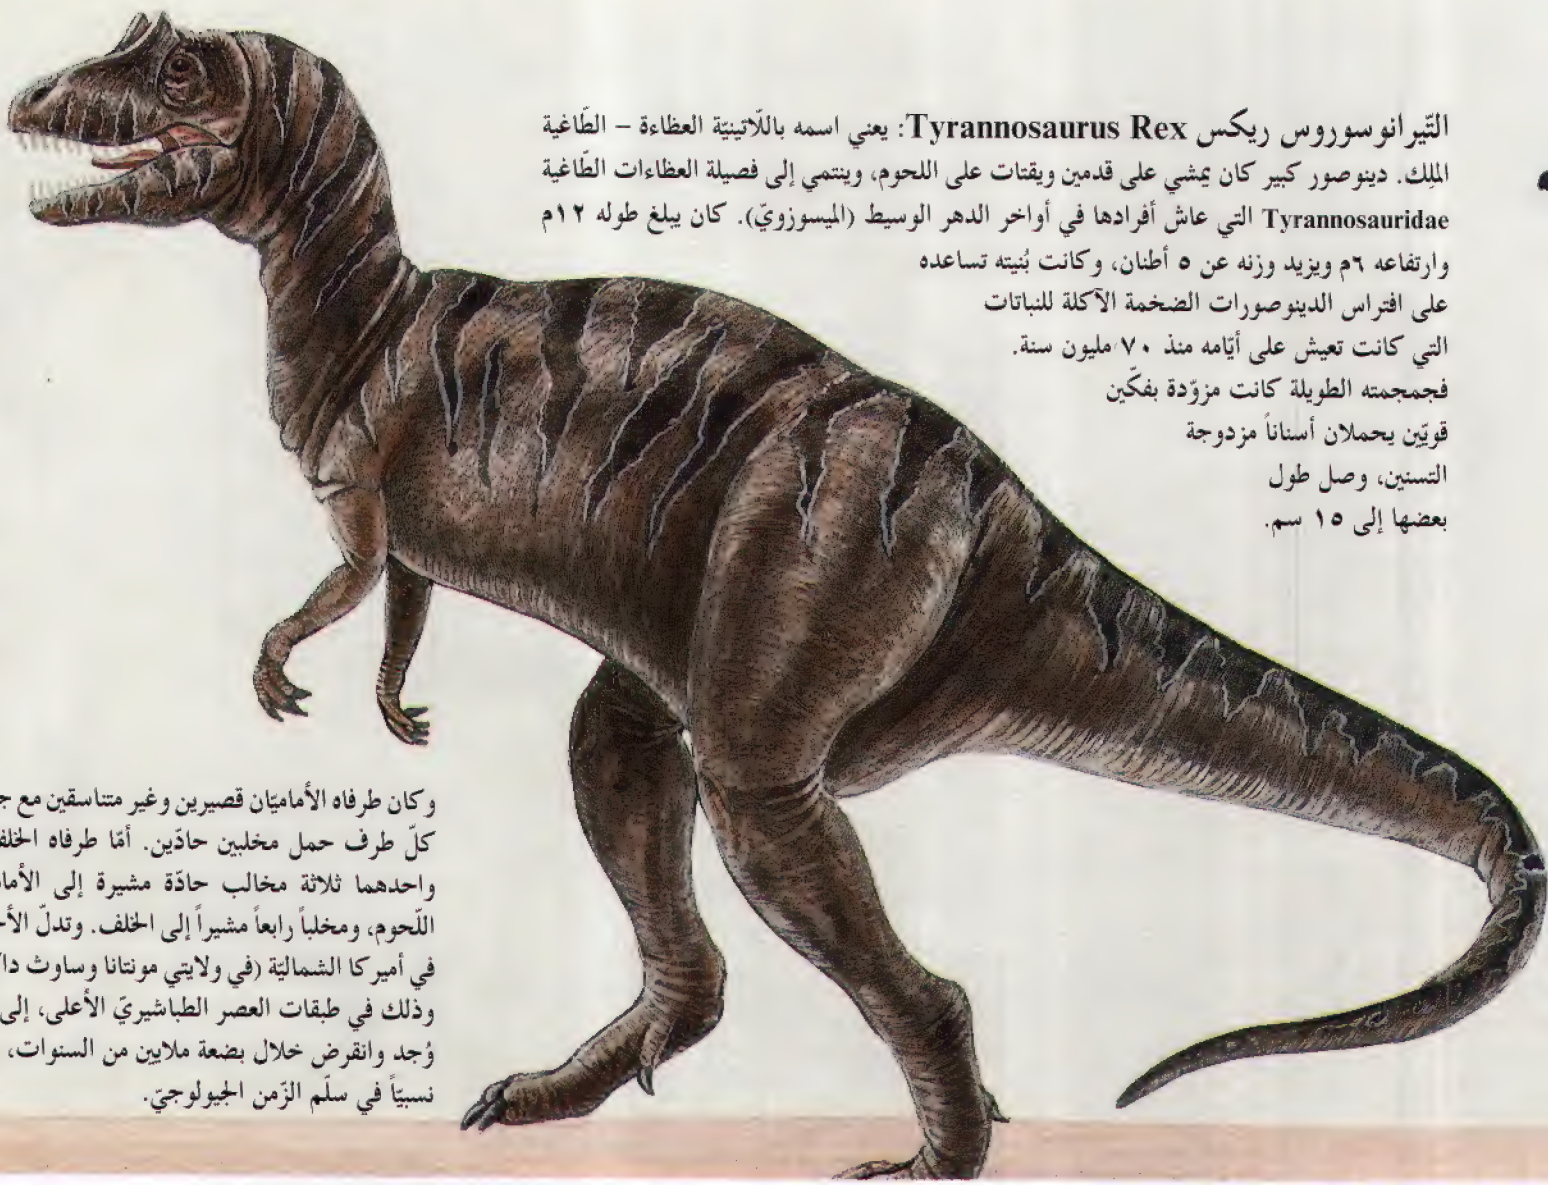 التّيرانوسوروس ريكس Tyrannosaurus Rex: يعني اسمه باللّاتينيّة العظاءة – الطّاغية
الملِك. دينوصور كبير كان يمشي على قدمين ويقتات على اللحوم، وينتمي إلى فصيلة العظاءات الطّاغية
Tyrannosauridae التي عاش أفرادها في أواخر الدهر الوسيط (الميسوزويّ). كان يبلغ طوله ١٢م
وارتفاعه ٦م ويزيد وزنه عن ٥ أطنان، وكانت بُنيته تساعده
على افتراس الدينوصورات الضخمة الآكلة للنباتات
التي كانت تعيش على أيّامه منذ ٧٠ مليون سنة.
فجمجمته الطويلة كانت مزوّدة بفكّين
قويّين يحملان أسناناً مزدوجة
التسنين، وصل طول
بعضها إلى ١٥ سم.
وكان طرفاه الأماميّان قصيرين وغير متناسقين مع
كلّ طرف حمل مخلبين حادّين. أمّا طرفاه
واحدهما ثلاثة مخالب حادّة مشيرة إلى
اللّحوم، ومخلباً رابعاً مشيراً إلى الخلف. وتدلّ
في أميركا الشماليّة (في ولايتي مونتانا وساوث
وذلك في طبقات العصر الطباشيريّ الأعلى، إلى
وُجد وانقرض خلال بضعة ملايين من السنوات،
نسبيّاً في سلّم الزّمن الجيولوجيّ.